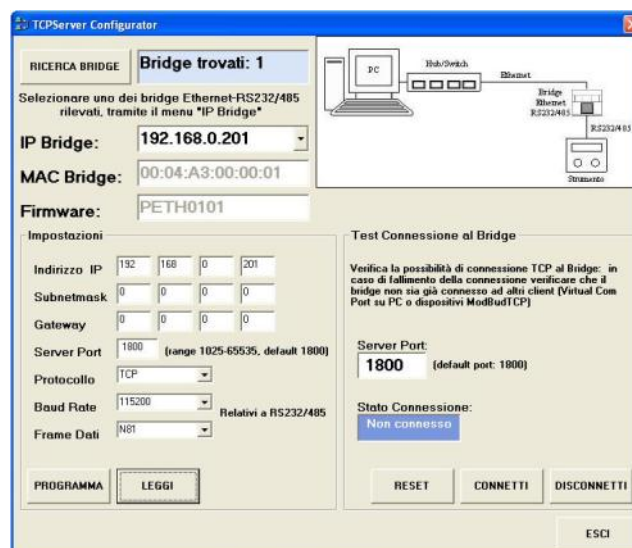 TCPServer Configurator
RICERCA BRIDGE
Bridge trovati: 1
Selezionare uno dei bridge Ethernet-RS232/485
rilevati, tramite il menu "IP Bridge"
IP Bridge:
192.168.0.201
MAC Bridge:
00:04:A3:00:00:01
Firmware:
PETH0101
PC
Hub/Switch
Ethernet
Bridge
Ethernet
RS232/485
RS232/485
Strumento
Impostazioni
Indirizzo IP
192 168 0 201
Subnetmask
0 0 0 0
Gateway
0 0 0 0
Server Port
1800
(range 1025-65535, default 1800)
Protocollo
TCP
Baud Rate
115200
Relativi a RS232/485
Frame Dati
N81
PROGRAMMA
LEGGI
Test Connessione al Bridge
Verifica la possibilità di connessione TCP al Bridge: in
caso di fallimento della connessione verificare che il
bridge non sia già connesso ad altri client (Virtual Com
Port su PC o dispositivi ModBudTCP)
Server Port:
1800
(default port: 1800)
Stato Connessione:
Non connesso
RESET
CONNETTI
DISCONNETTI
ESCI